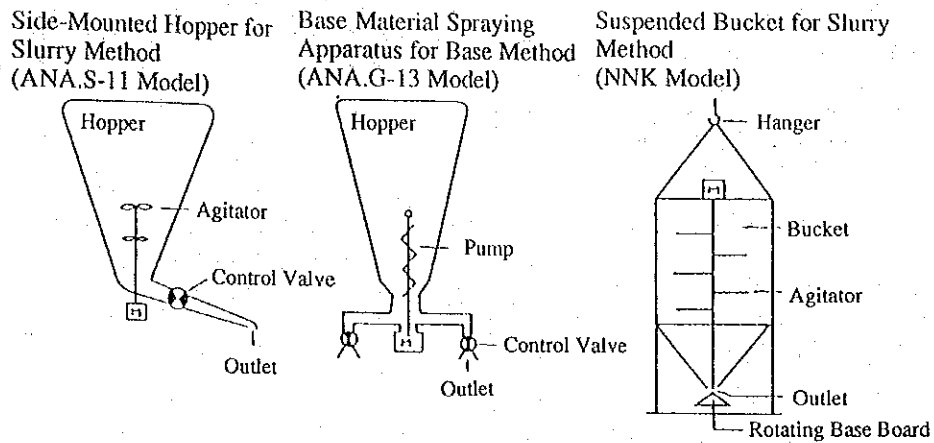 Side-Mounted Hopper for
Slurry Method
(ANA.S-11 Model)
Hopper
Agitator
Control Valve
M
Outlet
Base Material Spraying
Apparatus for Base Method
(ANA.G-13 Model)
Hopper
Pump
M
Control Valve
Outlet
Suspended Bucket for Slurry
Method
(NNK Model)
Hanger
M
Bucket
Agitator
Outlet
Rotating Base Board